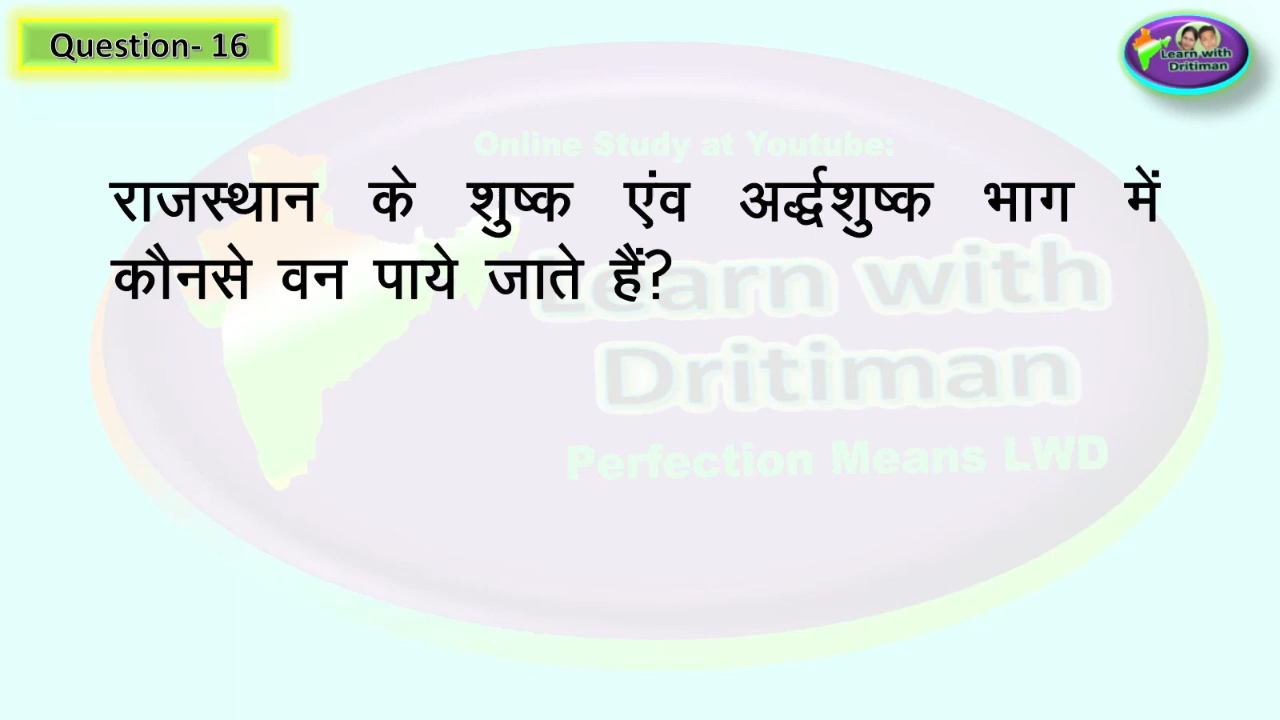 Question- 16
Learn with
Dritiman
Online Study at Youtube:
राजस्थान के शुष्क एंव अर्द्धशुष्क भाग में
कौनसे वन पाये जाते हैं?
Learn with
Dritiman
Perfection Means LWD